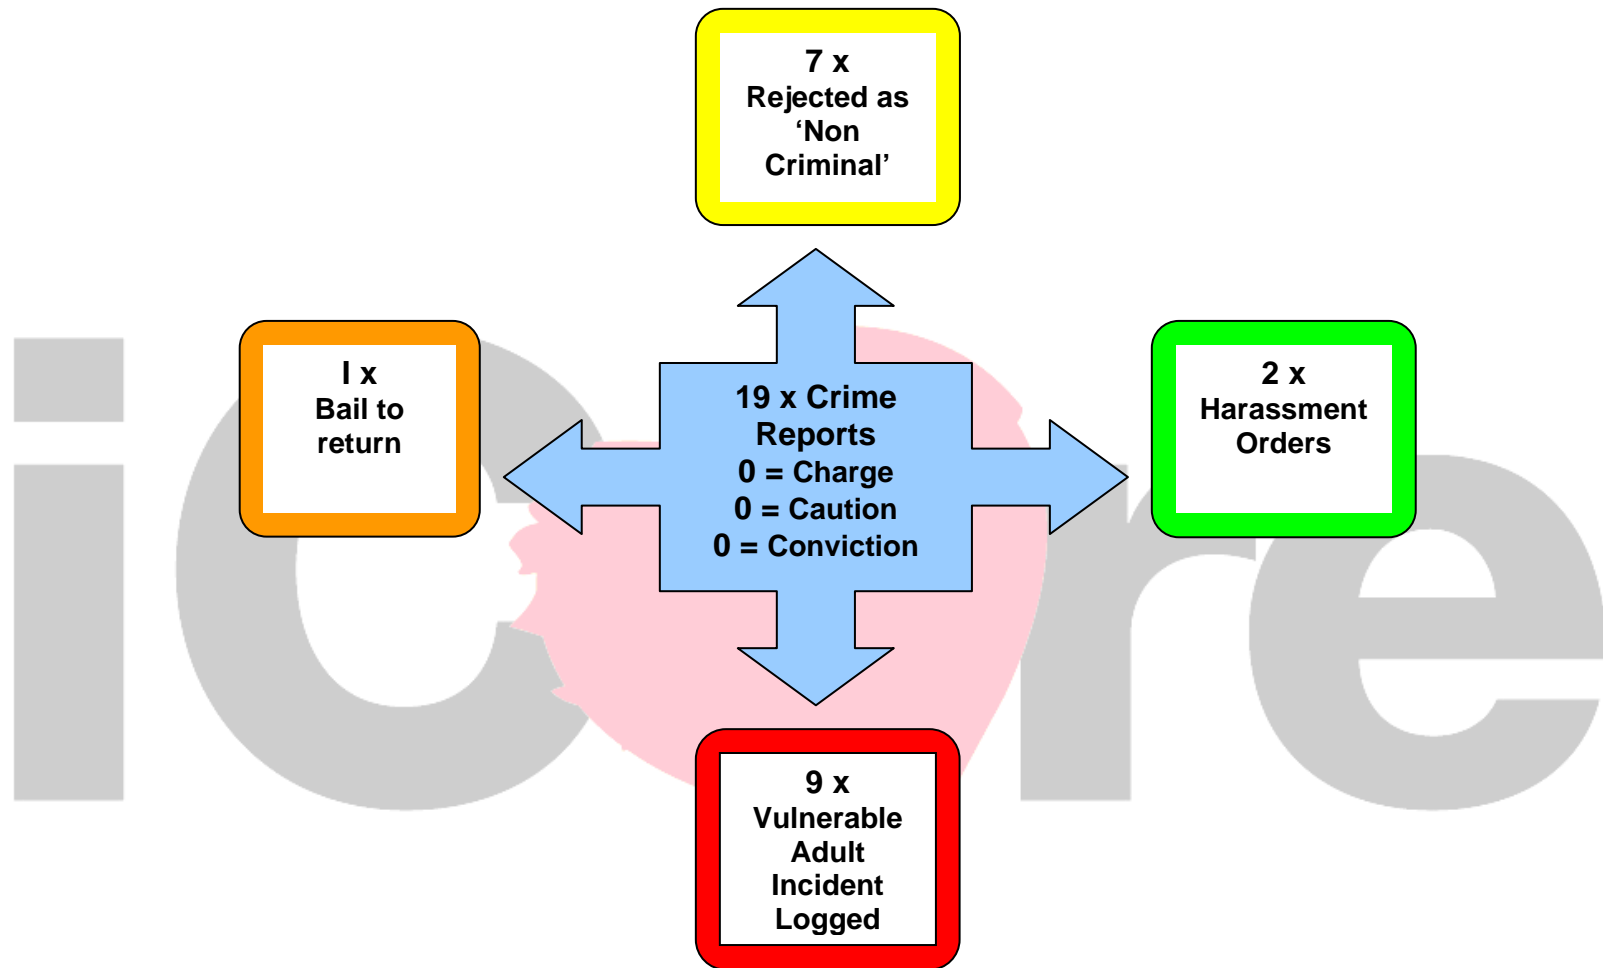 7 x
Rejected as
‘Non
Criminal’
I x
Bail to
return
19 x Crime
Reports
0 = Charge
0 = Caution
0 = Conviction
2 x
Harassment
Orders
9 x
Vulnerable
Adult
Incident
Logged
iCre